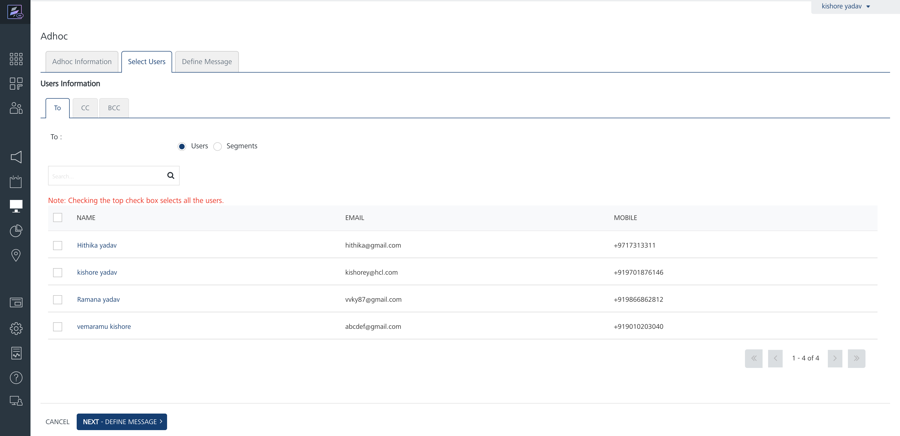 kishore yadav
Adhoc
Adhoc Information Select Users Define Message
Users Information
To CC BCC
To :
Users Segments
Search...
Note: Checking the top check box selects all the users.
NAME EMAIL MOBILE
Hithika yadav hithika@gmail.com +9717313311
kishore yadav kishorey@hcl.com +919701876146
Ramana yadav vvky87@gmail.com +919866862812
vemaramu kishore abcdef@gmail.com +919010203040
1 - 4 of 4
CANCEL NEXT - DEFINE MESSAGE